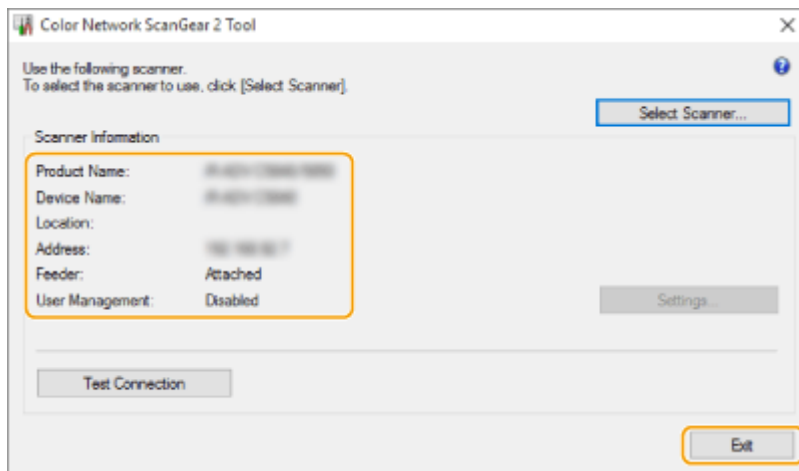 Color Network ScanGear 2 Tool
Use the following scanner.
To select the scanner to use, click [Select Scanner].
Select Scanner...
Scanner Information
Product Name:
Device Name:
Location:
Address:
Feeder: Attached
User Management: Disabled
Settings...
Test Connection
Exit